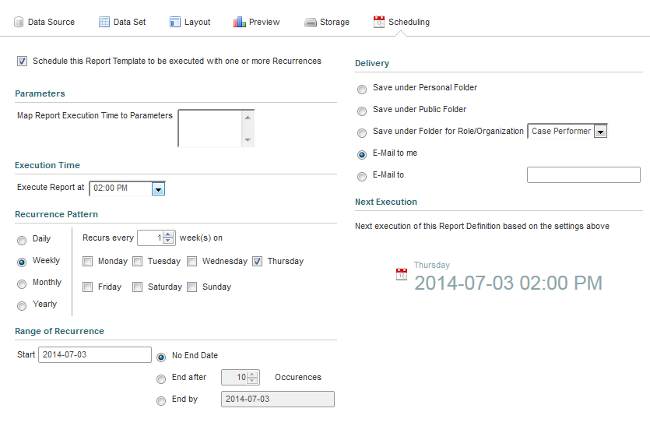 Data Source Data Set Layout Preview Storage Scheduling
Schedule this Report Template to be executed with one or more Recurrences
Parameters
Map Report Execution Time to Parameters
Execution Time
Execute Report at 02:00 PM
Recurrence Pattern
Daily
Weekly
Monthly
Yearly
Recurs every 1 week(s) on
Monday Tuesday Wednesday Thursday
Friday Saturday Sunday
Range of Recurrence
Start 2014-07-03
No End Date
End after 10 Occurences
End by 2014-07-03
Delivery
Save under Personal Folder
Save under Public Folder
Save under Folder for Role/Organization Case Performer
E-Mail to me
E-Mail to
Next Execution
Next execution of this Report Definition based on the settings above
Thursday
2014-07-03 02:00 PM